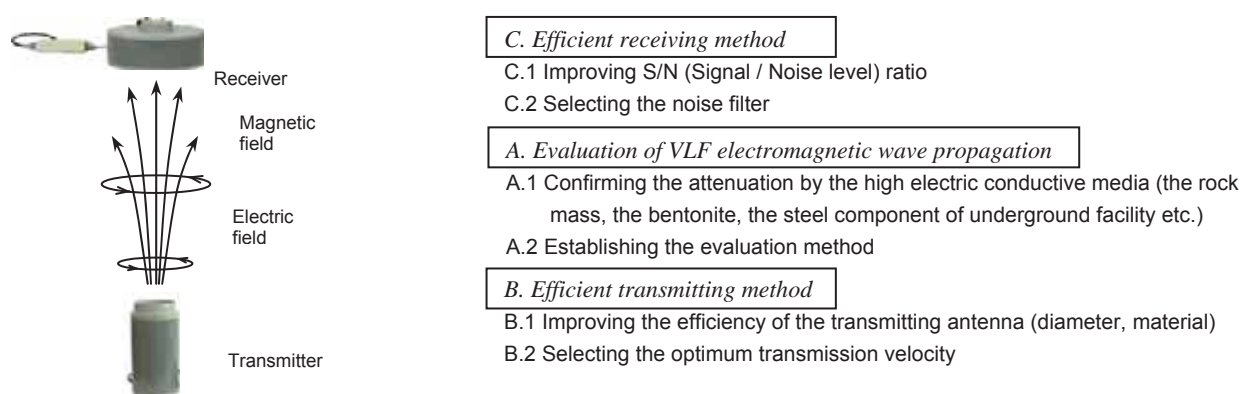 Receiver
Magnetic
field
Electric
field
Transmitter
C. Efficient receiving method
C.1 Improving S/N (Signal / Noise level) ratio
C.2 Selecting the noise filter
A. Evaluation of VLF electromagnetic wave propagation
A.1 Confirming the attenuation by the high electric conductive media (the rock
mass, the bentonite, the steel component of underground facility etc.)
A.2 Establishing the evaluation method
B. Efficient transmitting method
B.1 Improving the efficiency of the transmitting antenna (diameter, material)
B.2 Selecting the optimum transmission velocity